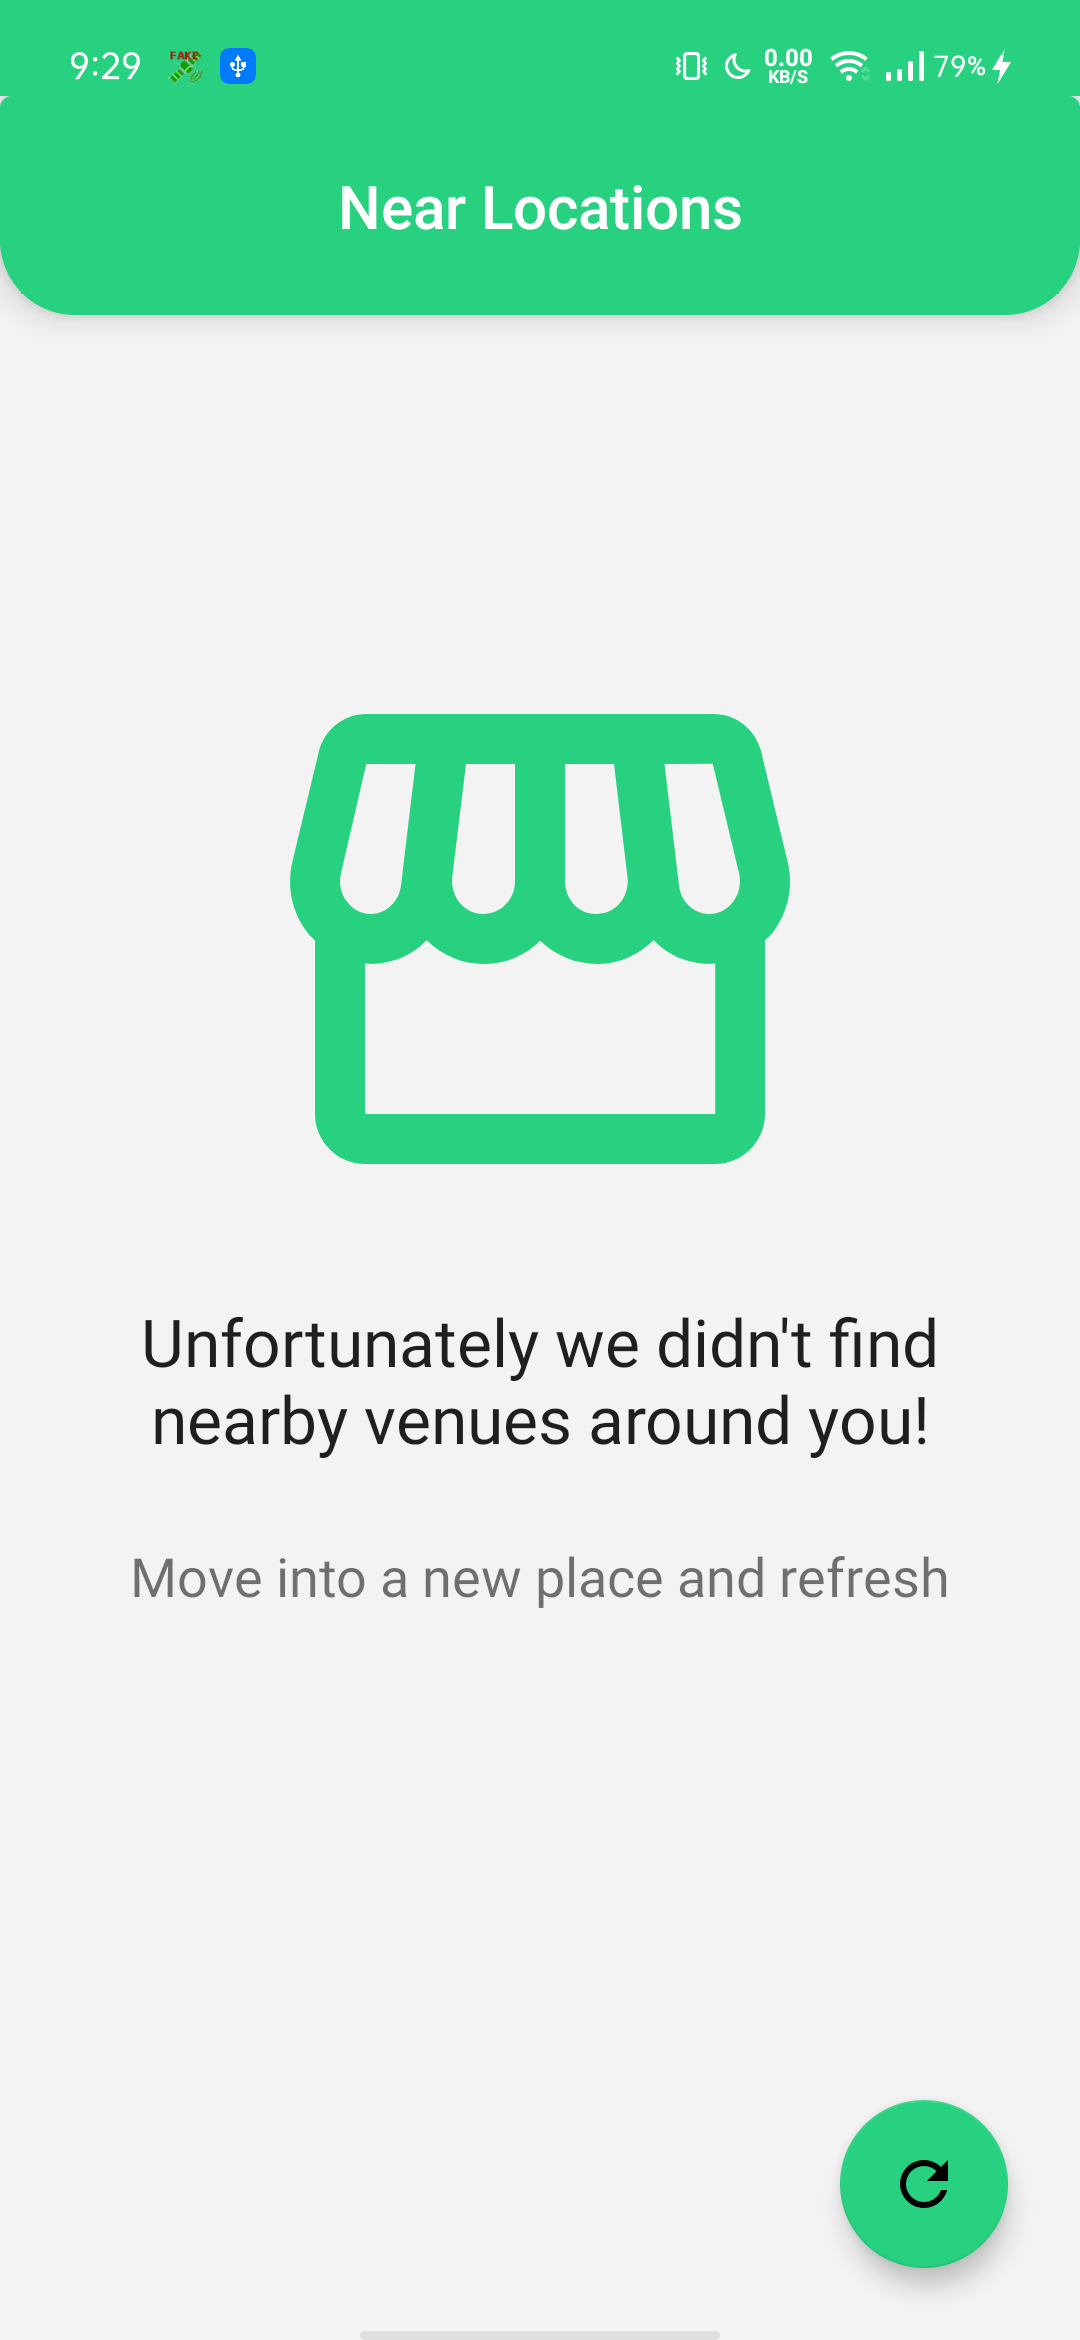 9:29 FAKE 0.00 KB/S 79%
Near Locations
Unfortunately we didn't find
nearby venues around you!
Move into a new place and refresh